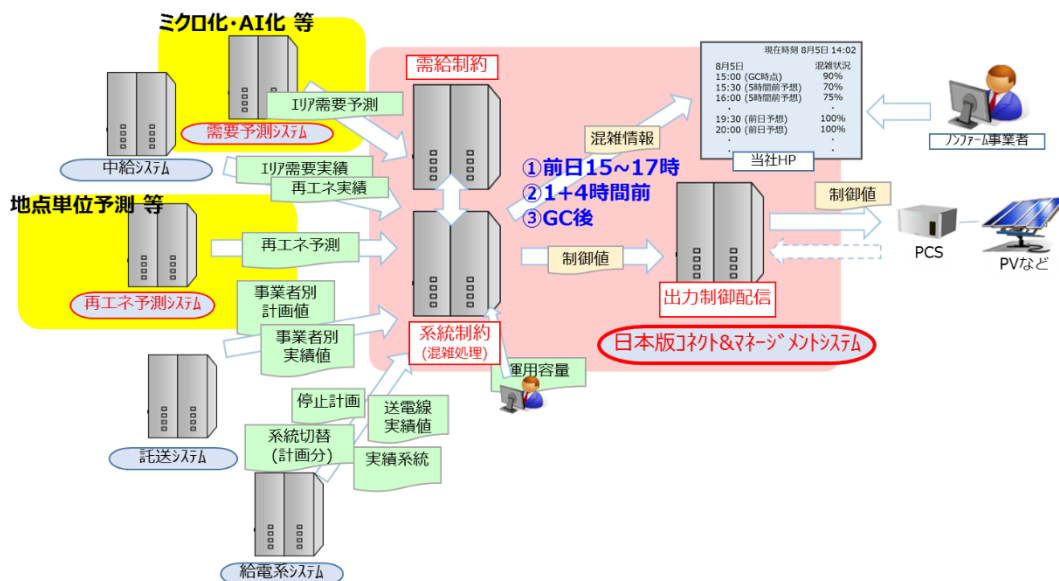 ミクロ化・AI化 等
需要予測システム
中給システム
地点単位予測 等
再エネ予測システム
託送システム
給電系システム
エリア需要予測
エリア需要実績
再エネ実績
再エネ予測
事業者別
計画値
事業者別
実績値
停止計画
送電線
実績値
系統切替
(計画分)
実績系統
需給制約
系統制約
(混雑処理)
運用容量
混雑情報
①前日15~17時
②1+4時間前
③GC後
制御値
出力制御配信
日本版コネクト&マネージメントシステム
現在時刻 8月5日 14:02
8月5日 混雑状況
15:00 (GC時点) 90%
15:30 (5時間前予想) 70%
16:00 (5時間前予想) 75%
・ ・
19:30 (前日予想) 100%
20:00 (前日予想) 100%
・ ・
・ ・
当社HP
ノンファーム事業者
制御値
PCS
PVなど